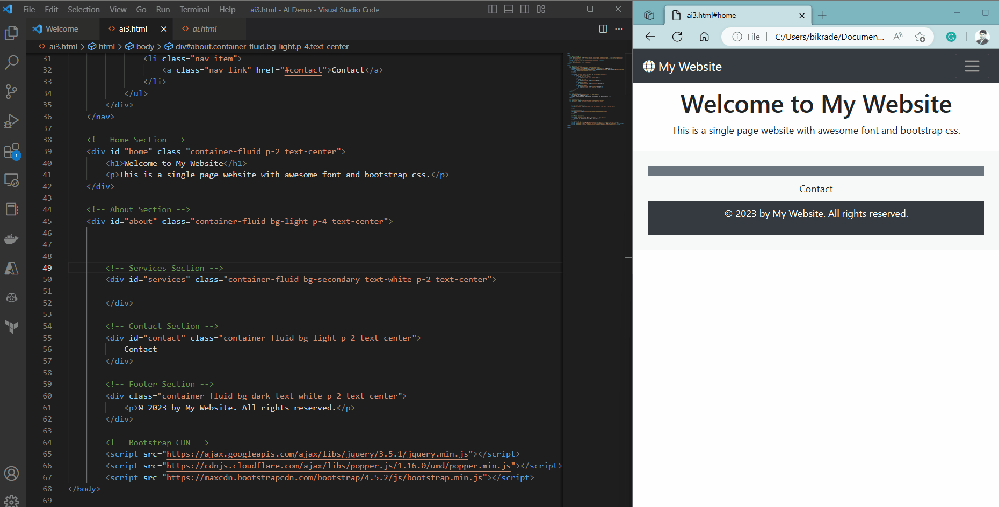 File Edit Selection View Go Run Terminal Help ai3.html - AI Demo - Visual Studio Code
Welcome ai3.html ai.html
ai3.html > html > body > div#about.container-fluid.bg-light.p-4.text-center
31 <li class="nav-item">
32 <a class="nav-link" href="#contact">Contact</a>
33 </li>
34 </ul>
35 </div>
36 </nav>
37
38 <!-- Home Section -->
39 <div id="home" class="container-fluid p-2 text-center">
40 <h1>Welcome to My Website</h1>
41 <p>This is a single page website with awesome font and bootstrap css.</p>
42 </div>
43
44 <!-- About Section -->
45 <div id="about" class="container-fluid bg-light p-4 text-center">
46
47
48
49 <!-- Services Section -->
50 <div id="services" class="container-fluid bg-secondary text-white p-2 text-center">
51
52 </div>
53
54 <!-- Contact Section -->
55 <div id="contact" class="container-fluid bg-light p-2 text-center">
56 Contact
57 </div>
58
59 <!-- Footer Section -->
60 <div class="container-fluid bg-dark text-white p-2 text-center">
61 <p>© 2023 by My Website. All rights reserved.</p>
62 </div>
63
64 <!-- Bootstrap CDN -->
65 <script src="https://ajax.googleapis.com/ajax/libs/jquery/3.5.1/jquery.min.js"></script>
66 <script src="https://cdnjs.cloudflare.com/ajax/libs/popper.js/1.16.0/umd/popper.min.js"></script>
67 <script src="https://maxcdn.bootstrapcdn.com/bootstrap/4.5.2/js/bootstrap.min.js"></script>
68 </body>
69
1
ai3.html#home
File C:/Users/bikrade/Documen...
My Website
Welcome to My Website
This is a single page website with awesome font and bootstrap css.
Contact
© 2023 by My Website. All rights reserved.